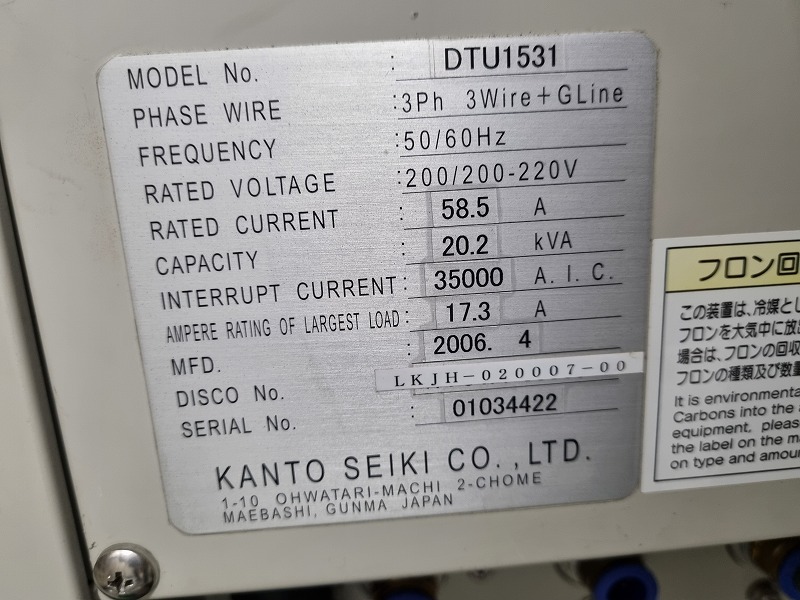 MODEL No. : DTU1531
PHASE WIRE :3Ph 3Wire+GLine
FREQUENCY :50/60Hz
RATED VOLTAGE :200/200-220V
RATED CURRENT : 58.5 A
CAPACITY : 20.2 kVA
INTERRUPT CURRENT: 35000 A. I. C.
AMPERE RATING OF LARGEST LOAD: 17.3 A
MFD. : 2006. 4
DISCO No. LKJH-020007-00
SERIAL No. 01034422
KANTO SEIKI CO.,LTD.
1-10 OHWATARI-MACHI 2-CHOME
MAEBASHI, GUNMA JAPAN
フロン回
この装置は、冷媒とし
フロンを大気中に放出
場合は、フロンの回収
フロンの種類及び数量
It is environmenta
Carbons into the a
equipment, pleas
the label on the ma
on type and amour